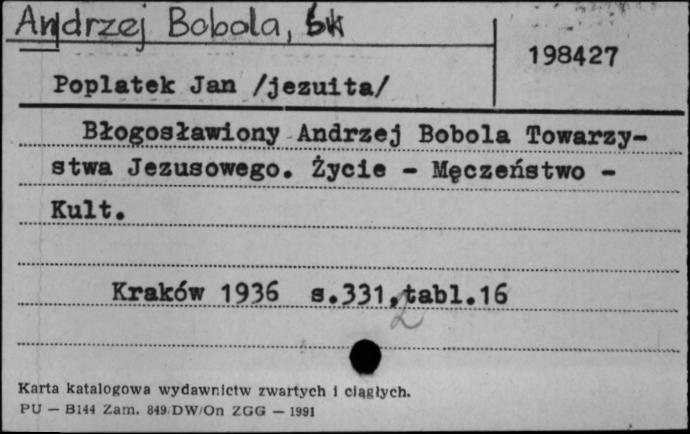 Andrzej Bobola,
198427
Poplatek Jan /jezuita/
Błogosławiony Andrzej Bobola Towarzy-
stwa Jezusowego. Życie - Męczeństwo -
Kult.
Kraków 1936 s.331,tabl.16
2
Karta katalogowa wydawnictw zwartych i ciągłych.
PU — B144 Zam. 849/DW/On ZGG — 1991